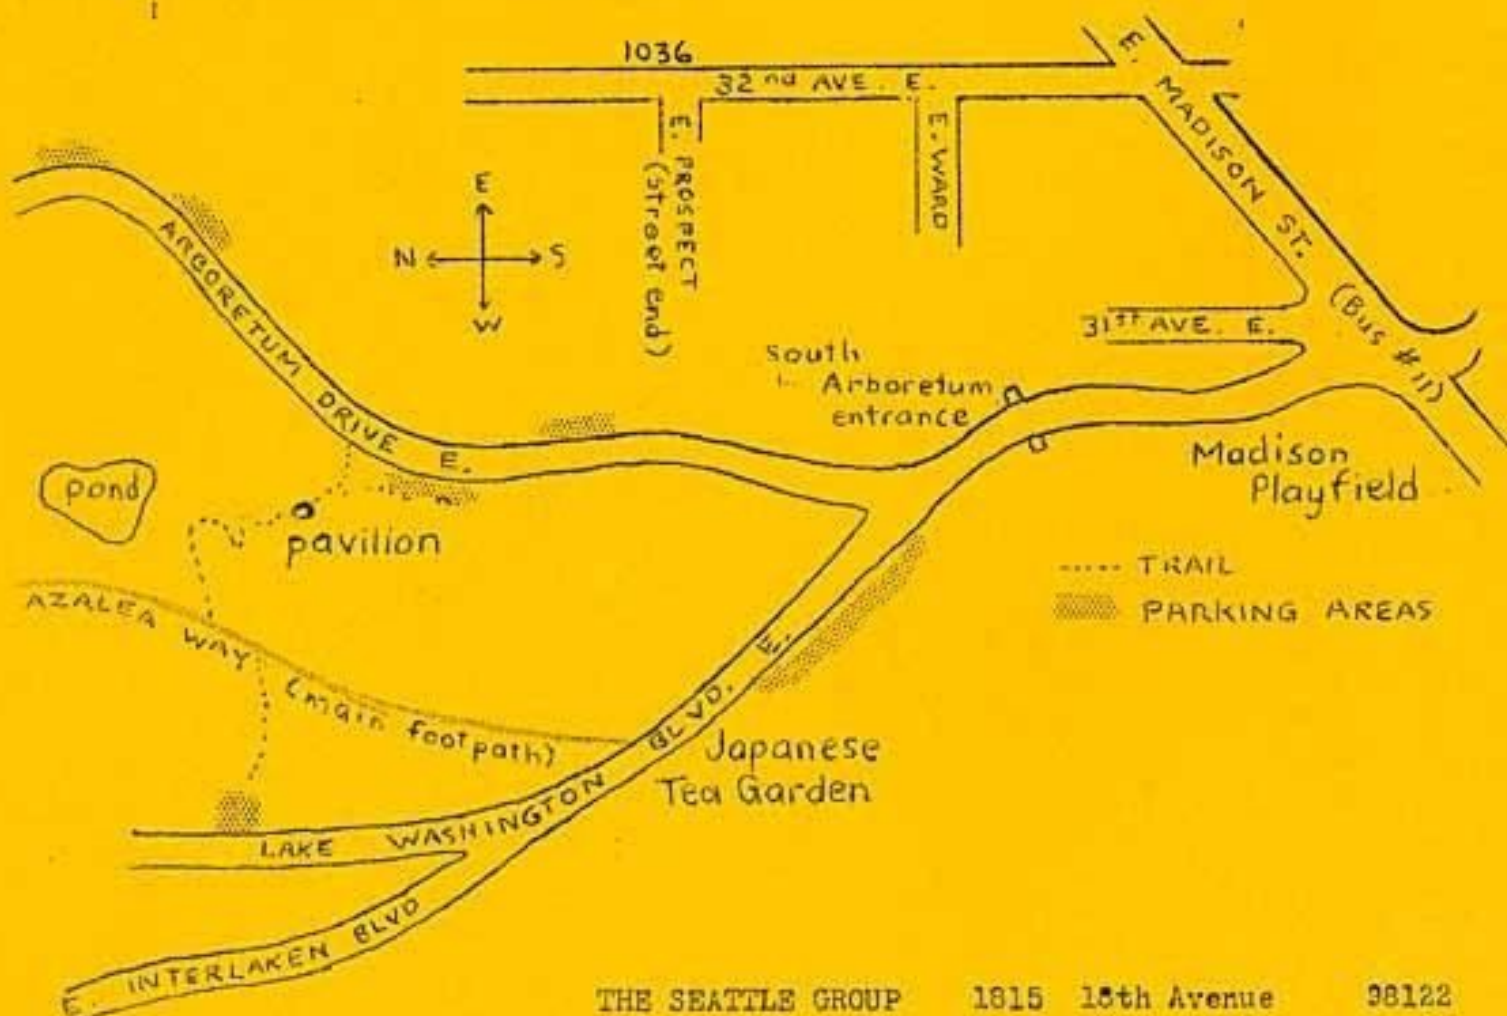 1036
32nd AVE. E.
E. MADISON ST.
(Bus #11)
E. PROSPECT
(street end)
E. WARD
E
N S
W
ARBORETUM DRIVE E.
31ST AVE. E.
South
Arboretum
entrance
Madison
Playfield
pond
pavilion
TRAIL
PARKING AREAS
AZALEA WAY (main footpath)
Japanese
Tea Garden
LAKE WASHINGTON BLVD. E.
E. INTERLAKEN BLVD
THE SEATTLE GROUP 1815 18th Avenue 98122